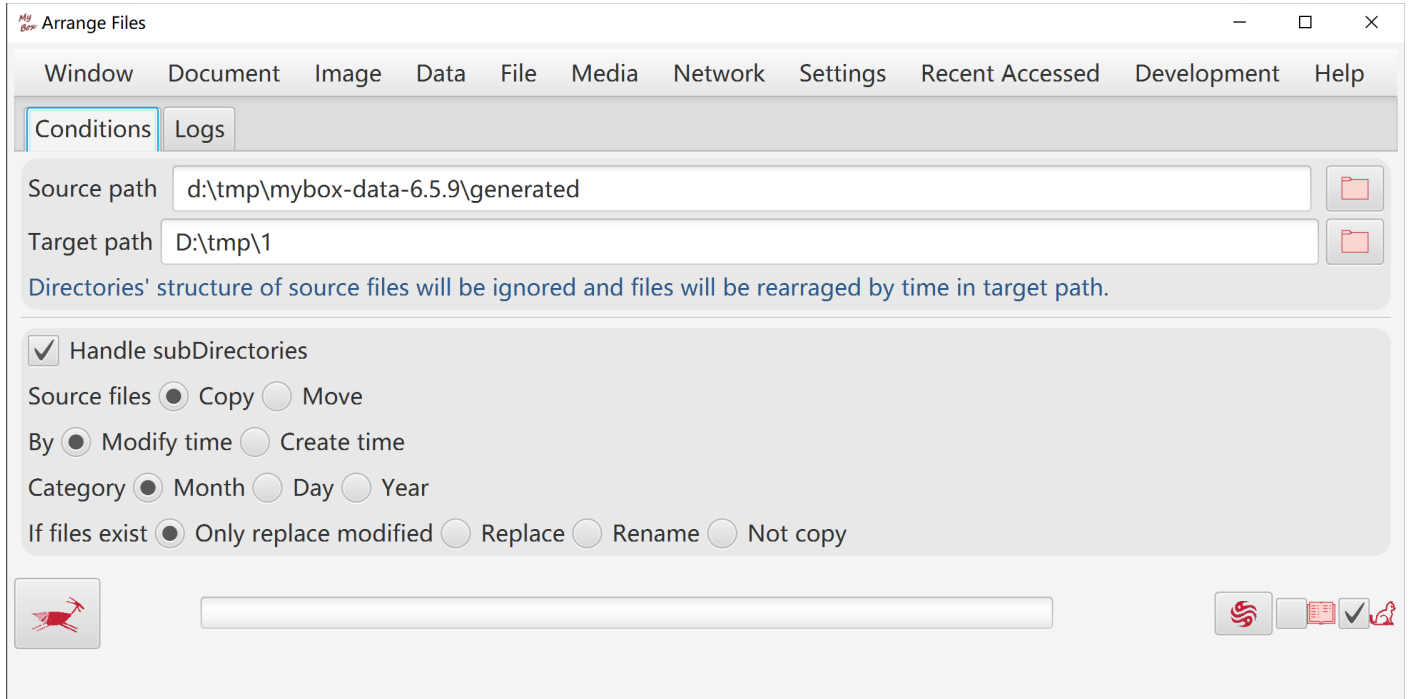 My Box Arrange Files
Window Document Image Data File Media Network Settings Recent Accessed Development Help
Conditions Logs
Source path d:\tmp\mybox-data-6.5.9\generated
Target path D:\tmp\1
Directories' structure of source files will be ignored and files will be rearraged by time in target path.
Handle subDirectories
Source files Copy Move
By Modify time Create time
Category Month Day Year
If files exist Only replace modified Replace Rename Not copy